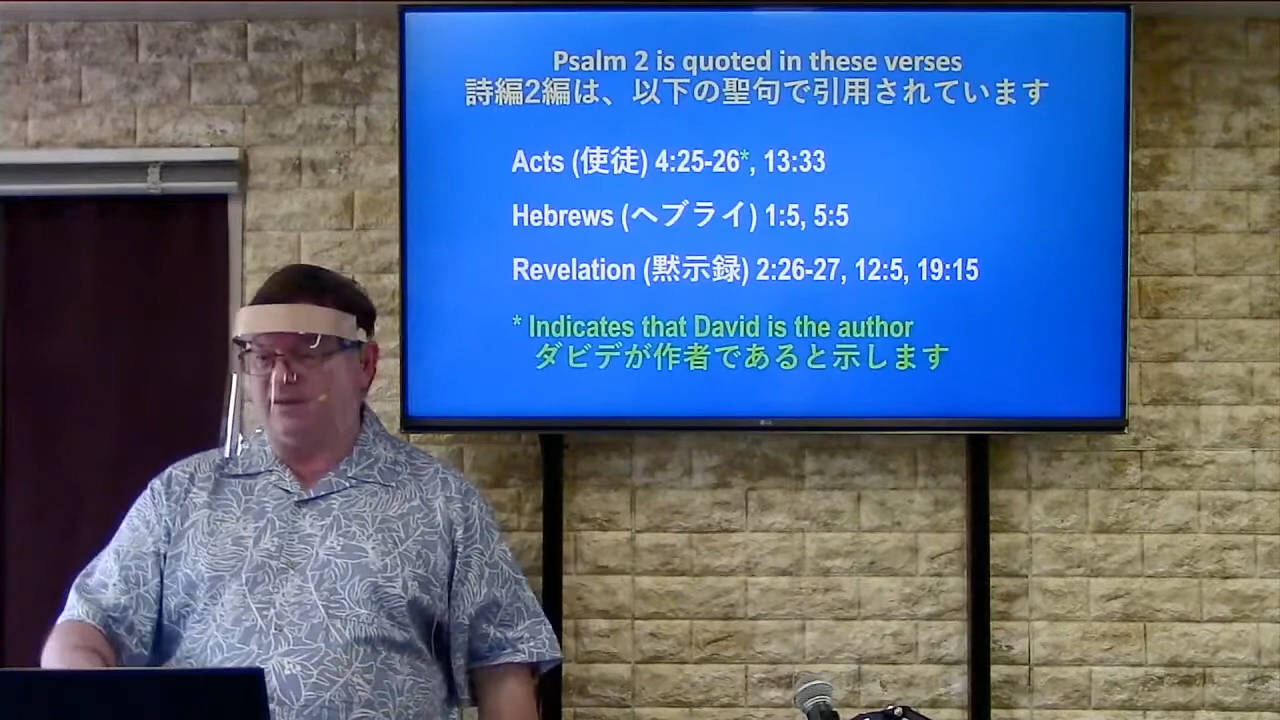 Psalm 2 is quoted in these verses
詩編2編は、以下の聖句で引用されています
Acts (使徒) 4:25-26*, 13:33
Hebrews (ヘブライ) 1:5, 5:5
Revelation (黙示録) 2:26-27, 12:5, 19:15
* Indicates that David is the author
ダビデが作者であると示します
LG